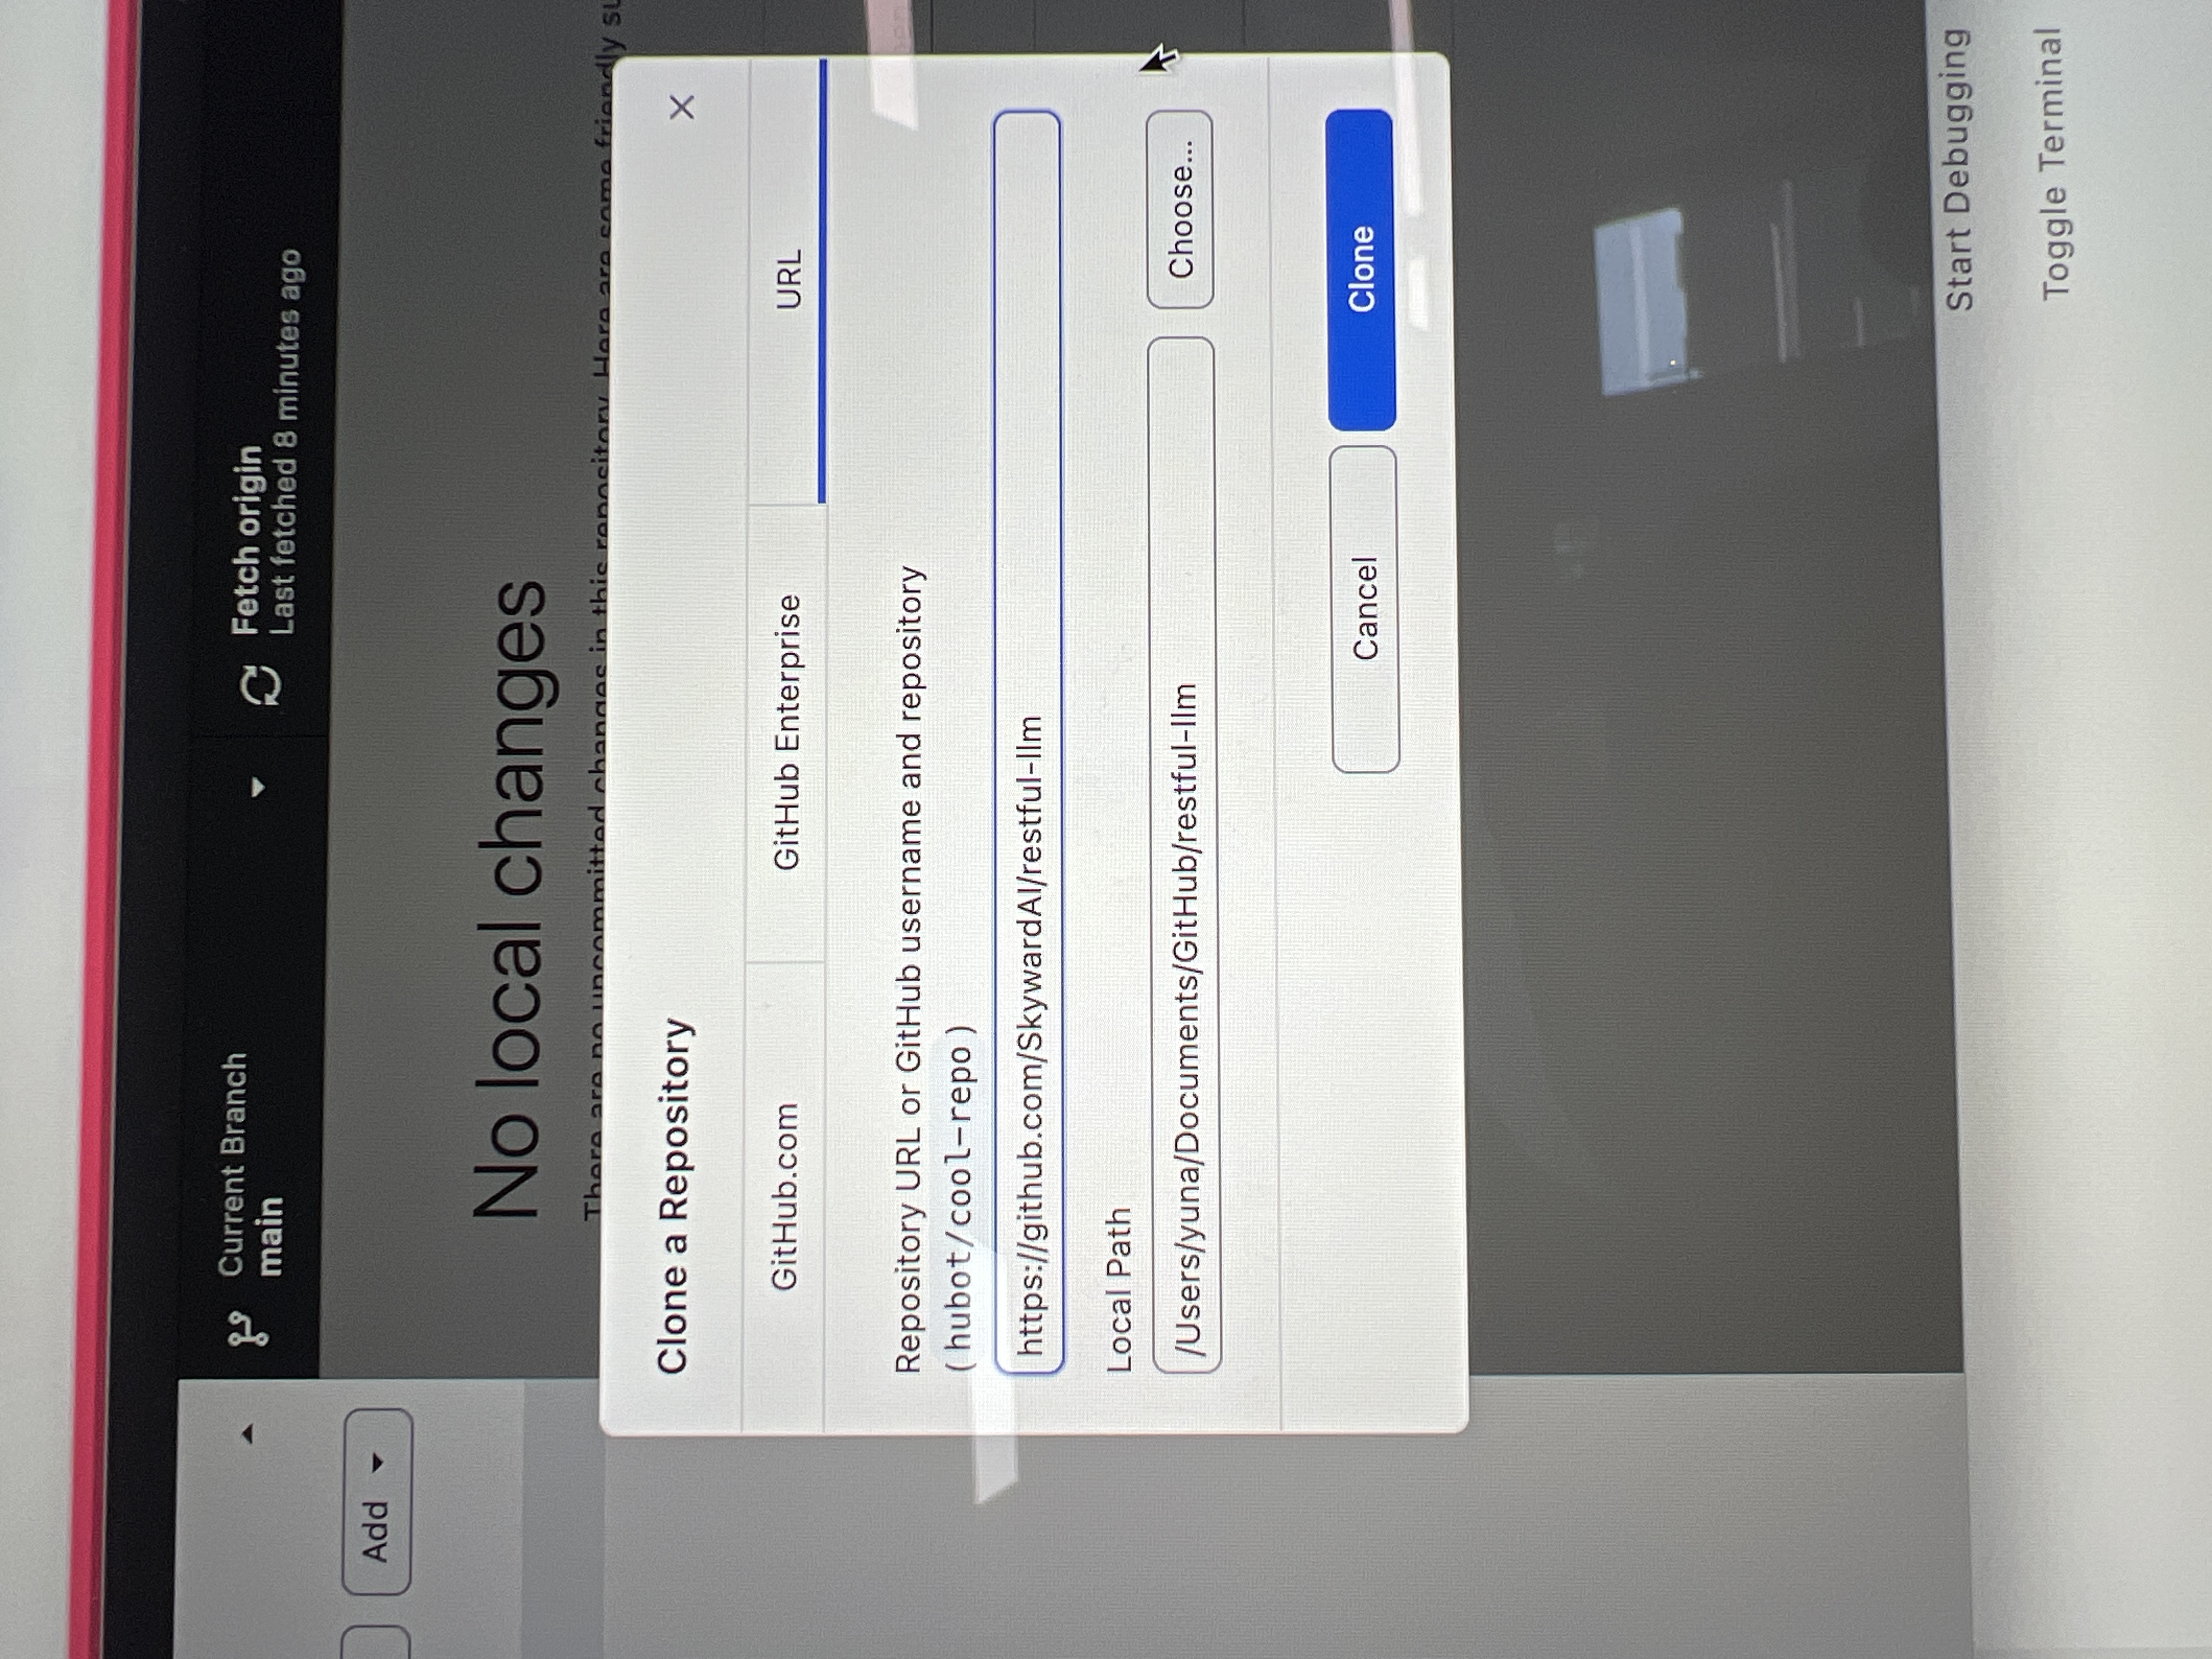 Current Branch
main
Fetch origin
Last fetched 8 minutes ago
Add
No local changes
There are no uncommitted changes in this repository. Here are some friendly su
Clone a Repository
GitHub.com
GitHub Enterprise
URL
Repository URL or GitHub username and repository
(hubot/cool-repo)
https://github.com/SkywardAI/restful-llm
Local Path
/Users/yuna/Documents/GitHub/restful-llm
Choose...
Cancel
Clone
Start Debugging
Toggle Terminal